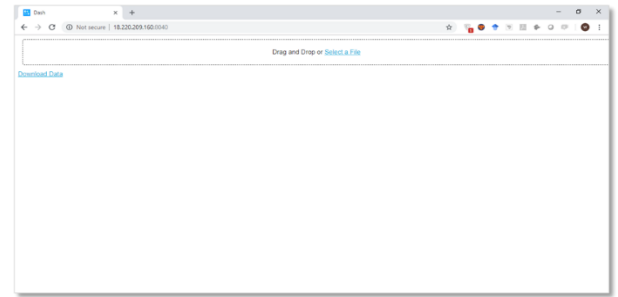 Dash
Not secure | 18.220.209.160:8040
Drag and Drop or Select a File
Download Data